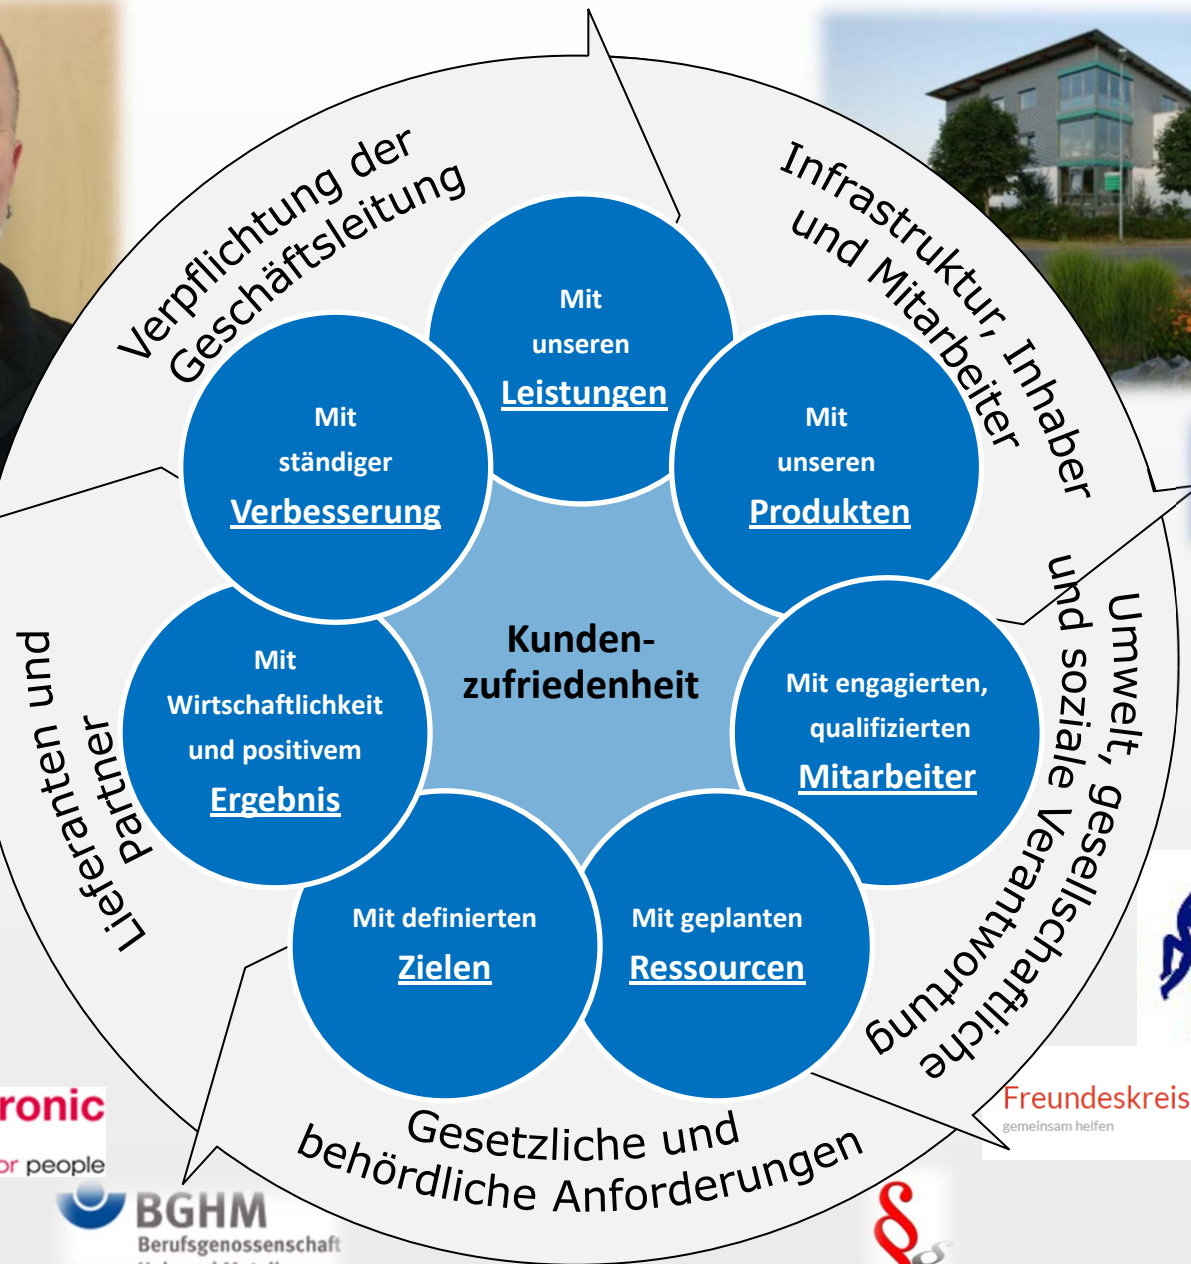 Verpflichtung der
Geschäftsleitung
Infrastruktur, Inhaber
und Mitarbeiter
Mit
unseren
Leistungen
Mit
ständiger
Verbesserung
Mit
unseren
Produkten
Kunden-
zufriedenheit
Mit
Wirtschaftlichkeit
und positivem
Ergebnis
Mit engagierten,
qualifizierten
Mitarbeiter
Umwelt, gesellschaftliche
und soziale Verantwortung
Lieferanten und
Partner
Mit definierten
Zielen
Mit geplanten
Ressourcen
Gesetzliche und
behördliche Anforderungen
ronic
or people
Freundeskreis
gemeinsam helfen
BGHM
Berufsgenossenschaft
§